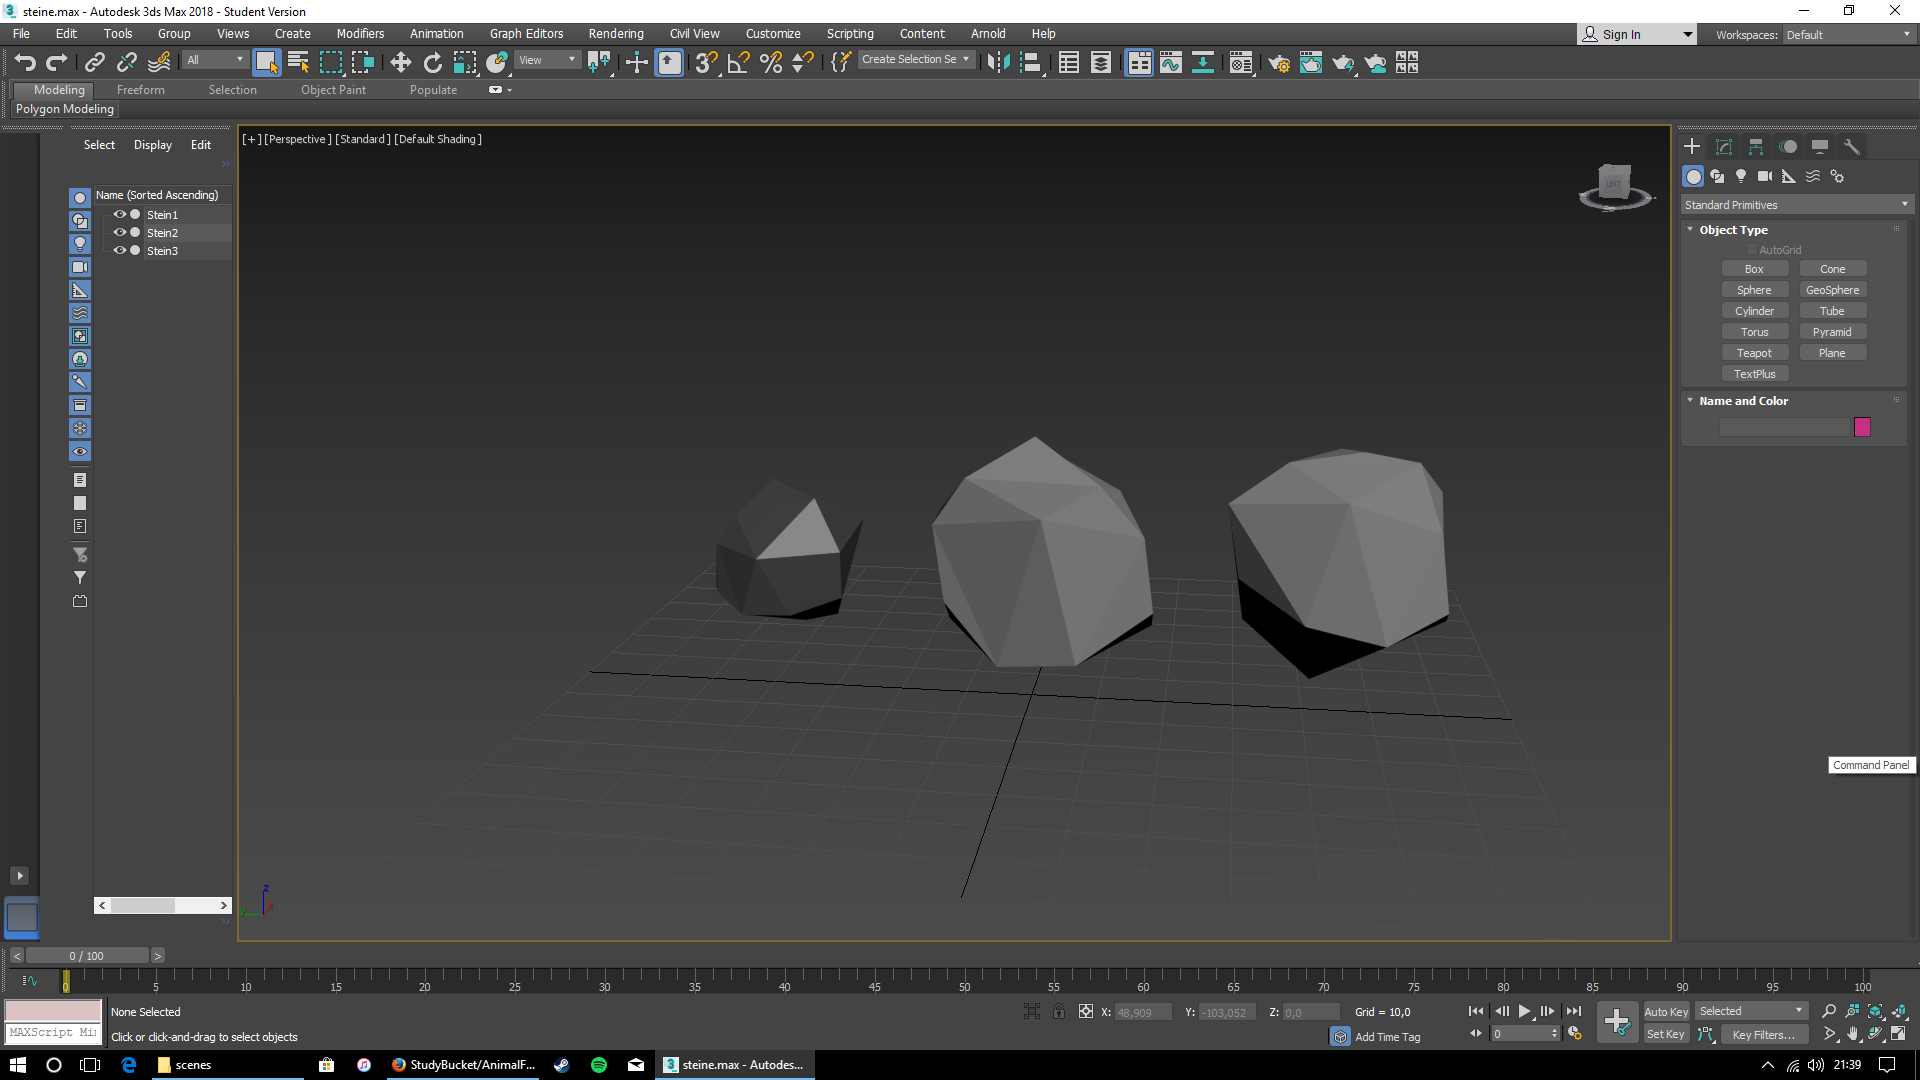 steine.max - Autodesk 3ds Max 2018 - Student Version
File Edit Tools Group Views Create Modifiers Animation Graph Editors Rendering Civil View Customize Scripting Content Arnold Help
Sign In
Workspaces: Default
All
View
Create Selection Se
Modeling Freeform Selection Object Paint Populate
Polygon Modeling
Select Display Edit
Name (Sorted Ascending)
Stein1
Stein2
Stein3
[+] [Perspective] [Standard] [Default Shading]
LEFT
Standard Primitives
Object Type
AutoGrid
Box Cone
Sphere GeoSphere
Cylinder Tube
Torus Pyramid
Teapot Plane
TextPlus
Name and Color
Command Panel
z
x
y
< 0 / 100 >
0 5 10 15 20 25 30 35 40 45 50 55 60 65 70 75 80 85 90 95 100
None Selected
X: 48,909 Y: -103,052 Z: 0,0 Grid = 10,0
Auto Key Selected
MAXScript Mi
Click or click-and-drag to select objects
Add Time Tag
0
Set Key Key Filters...
scenes
StudyBucket/AnimalF...
steine.max - Autodes...
21:39